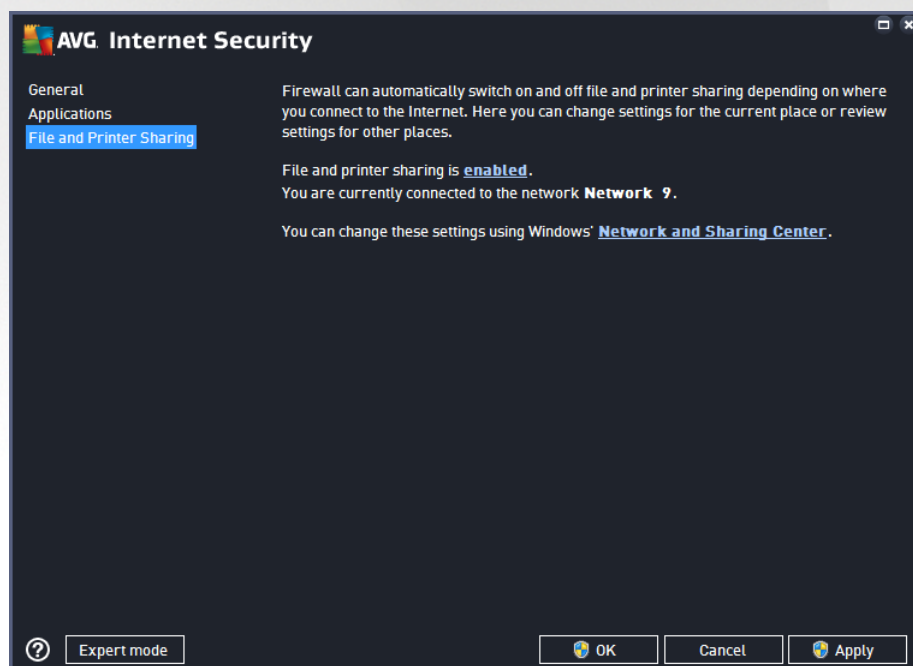 AVG. Internet Security
General
Applications
File and Printer Sharing
Firewall can automatically switch on and off file and printer sharing depending on where
you connect to the Internet. Here you can change settings for the current place or review
settings for other places.
File and printer sharing is enabled.
You are currently connected to the network Network 9.
You can change these settings using Windows' Network and Sharing Center.
? Expert mode
OK
Cancel
Apply